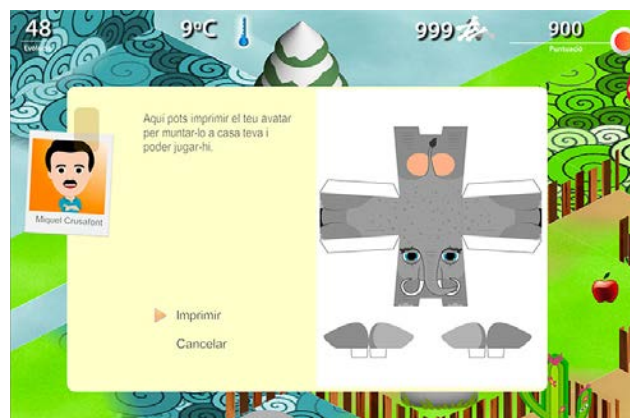 48
9ºC
999
900
Evolució
Puntuació
Aquí pots imprimir el teu avatar
per muntar-lo a casa teva i
poder jugar-hi.
Miquel Crusafont
Imprimir
Cancelar